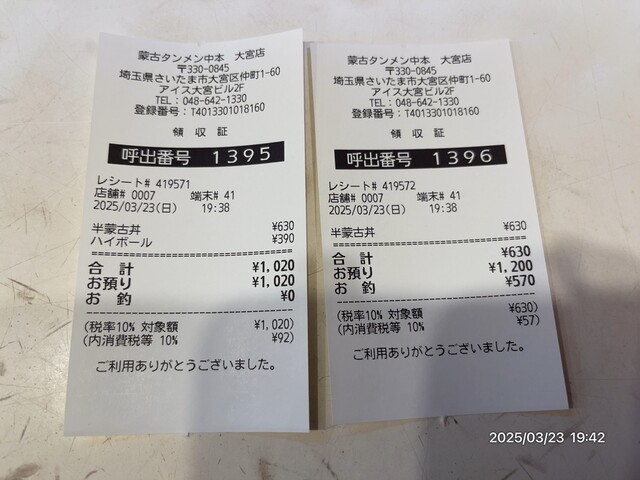 蒙古タンメン中本 大宮店
〒330-0845
埼玉県さいたま市大宮区仲町1-60
アイス大宮ビル2F
TEL：048-642-1330
登録番号：T4013301018160
領 収 証
呼出番号 1395
レシート# 419571
店舗# 0007 端末# 41
2025/03/23(日) 19:38
半蒙古丼 ¥630
ハイボール ¥390
合 計 ¥1,020
お預り ¥1,020
お 釣 ¥0
(税率10% 対象額 ¥1,020)
(内消費税等 10% ¥92)
ご利用ありがとうございました。
蒙古タンメン中本 大宮店
〒330-0845
埼玉県さいたま市大宮区仲町1-60
アイス大宮ビル2F
TEL：048-642-1330
登録番号：T4013301018160
領 収 証
呼出番号 1396
レシート# 419572
店舗# 0007 端末# 41
2025/03/23(日) 19:38
半蒙古丼 ¥630
合 計 ¥630
お預り ¥1,200
お 釣 ¥570
(税率10% 対象額 ¥630)
(内消費税等 10% ¥57)
ご利用ありがとうございました。
2025/03/23 19:42